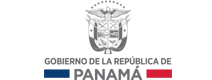 GOBIERNO DE LA REPÚBLICA DE
PANAMÁ